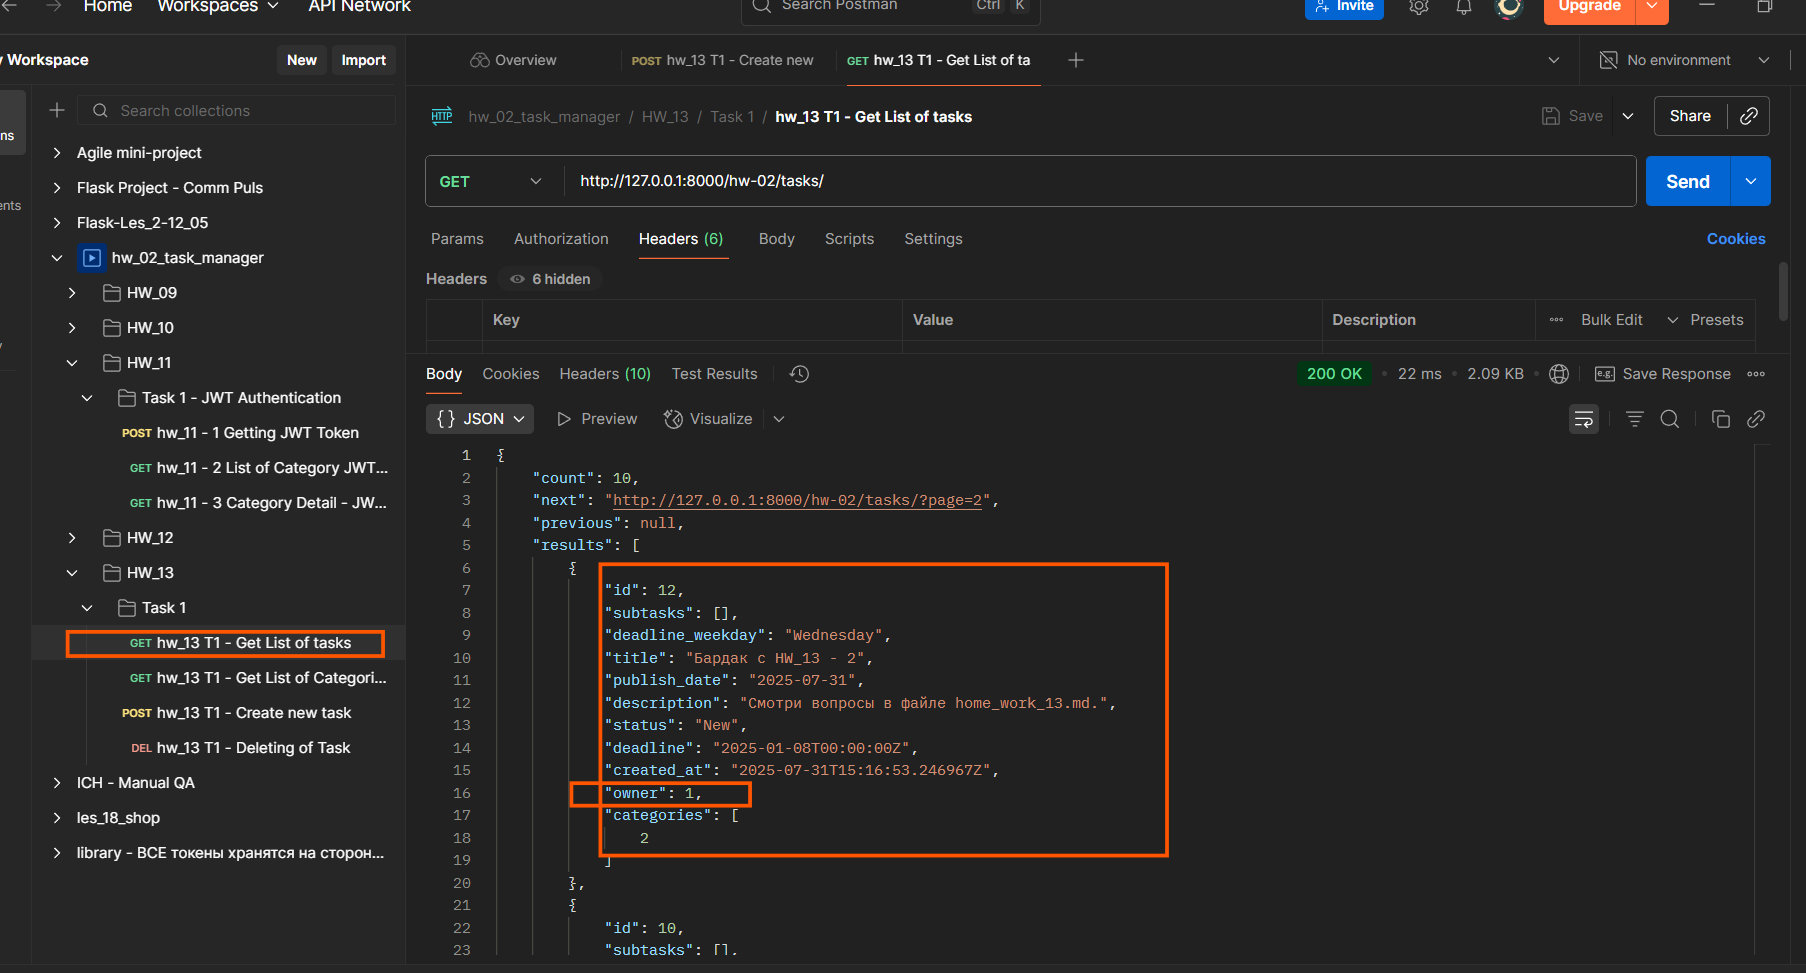 Home Workspaces API Network Search Postman Ctrl K Invite Upgrade
Workspace New Import Overview POST hw_13 T1 - Create new GET hw_13 T1 - Get List of ta No environment
Search collections
hw_02_task_manager / HW_13 / Task 1 / hw_13 T1 - Get List of tasks Save Share
Agile mini-project
Flask Project - Comm Puls
Flask-Les_2-12_05
hw_02_task_manager
HW_09
HW_10
HW_11
Task 1 - JWT Authentication
POST hw_11 - 1 Getting JWT Token
GET hw_11 - 2 List of Category JWT...
GET hw_11 - 3 Category Detail - JW...
HW_12
HW_13
Task 1
GET hw_13 T1 - Get List of tasks
GET hw_13 T1 - Get List of Categori...
POST hw_13 T1 - Create new task
DEL hw_13 T1 - Deleting of Task
ICH - Manual QA
les_18_shop
library - ВСЕ токены хранятся на сторон...
GET http://127.0.0.1:8000/hw-02/tasks/ Send
Params Authorization Headers (6) Body Scripts Settings Cookies
Headers 6 hidden
Key Value Description Bulk Edit Presets
Body Cookies Headers (10) Test Results 200 OK 22 ms 2.09 KB e.g. Save Response
{} JSON Preview Visualize
1 {
2 "count": 10,
3 "next": "http://127.0.0.1:8000/hw-02/tasks/?page=2",
4 "previous": null,
5 "results": [
6 {
7 "id": 12,
8 "subtasks": [],
9 "deadline_weekday": "Wednesday",
10 "title": "Бардак с HW_13 - 2",
11 "publish_date": "2025-07-31",
12 "description": "Смотри вопросы в файле home_work_13.md.",
13 "status": "New",
14 "deadline": "2025-01-08T00:00:00Z",
15 "created_at": "2025-07-31T15:16:53.246967Z",
16 "owner": 1,
17 "categories": [
18 2
19 ]
20 },
21 {
22 "id": 10,
23 "subtasks": [],